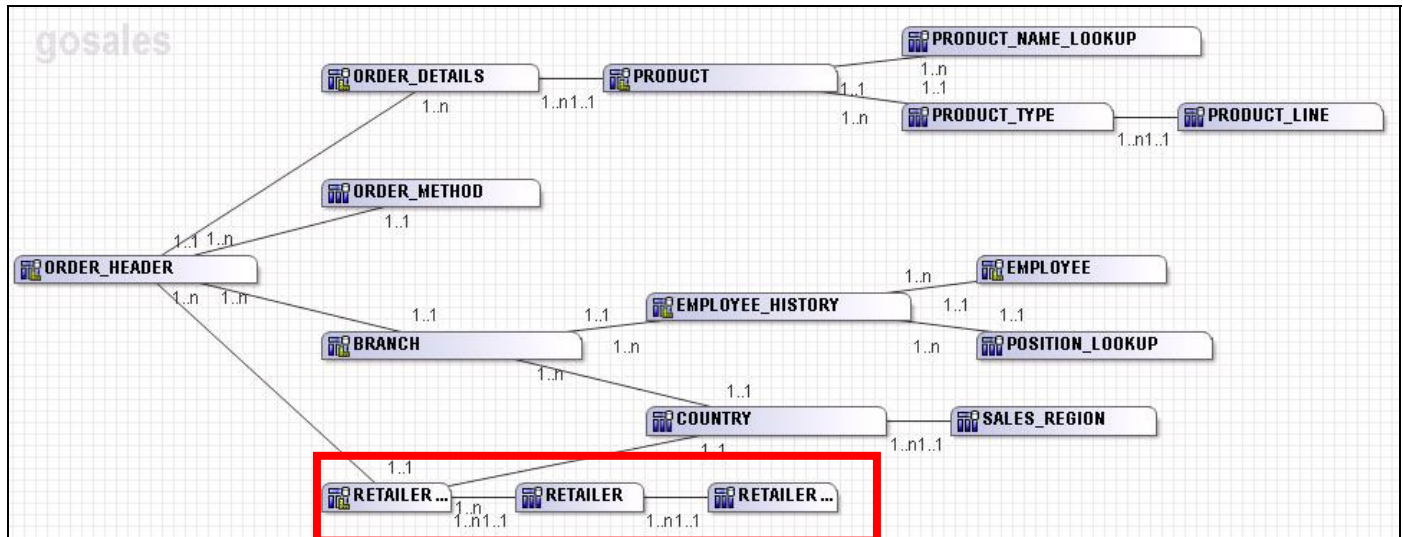 gosales
PRODUCT_NAME_LOOKUP
ORDER_DETAILS
PRODUCT
1..n
1..n
1..n1..1
1..1
1..1
1..n
PRODUCT_TYPE
PRODUCT_LINE
1..n1..1
ORDER_METHOD
1..1
1..1
1..n
ORDER_HEADER
EMPLOYEE
1..n
1..n
1..n
EMPLOYEE_HISTORY
1..1
1..1
1..1
1..1
BRANCH
1..n
1..n
POSITION_LOOKUP
1..n
1..1
COUNTRY
SALES_REGION
1..1
1..n1..1
1..1
RETAILER...
RETAILER
RETAILER...
1..n
1..n1..1
1..n1..1